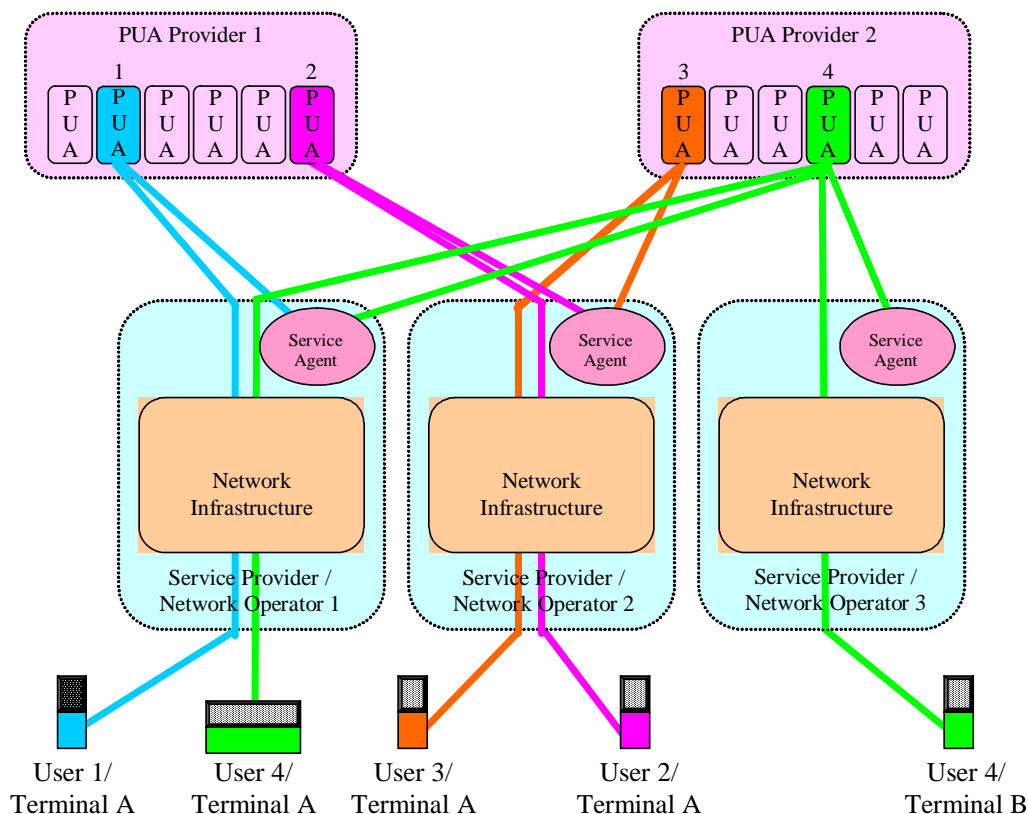 PUA Provider 1
PUA Provider 2
1
2
3
4
P U A
P U A
P U A
P U A
P U A
P U A
P U A
P U A
P U A
P U A
P U A
P U A
Service
Agent
Service
Agent
Service
Agent
Network
Infrastructure
Network
Infrastructure
Network
Infrastructure
Service Provider /
Network Operator 1
Service Provider /
Network Operator 2
Service Provider /
Network Operator 3
User 1/
Terminal A
User 4/
Terminal A
User 3/
Terminal A
User 2/
Terminal A
User 4/
Terminal B